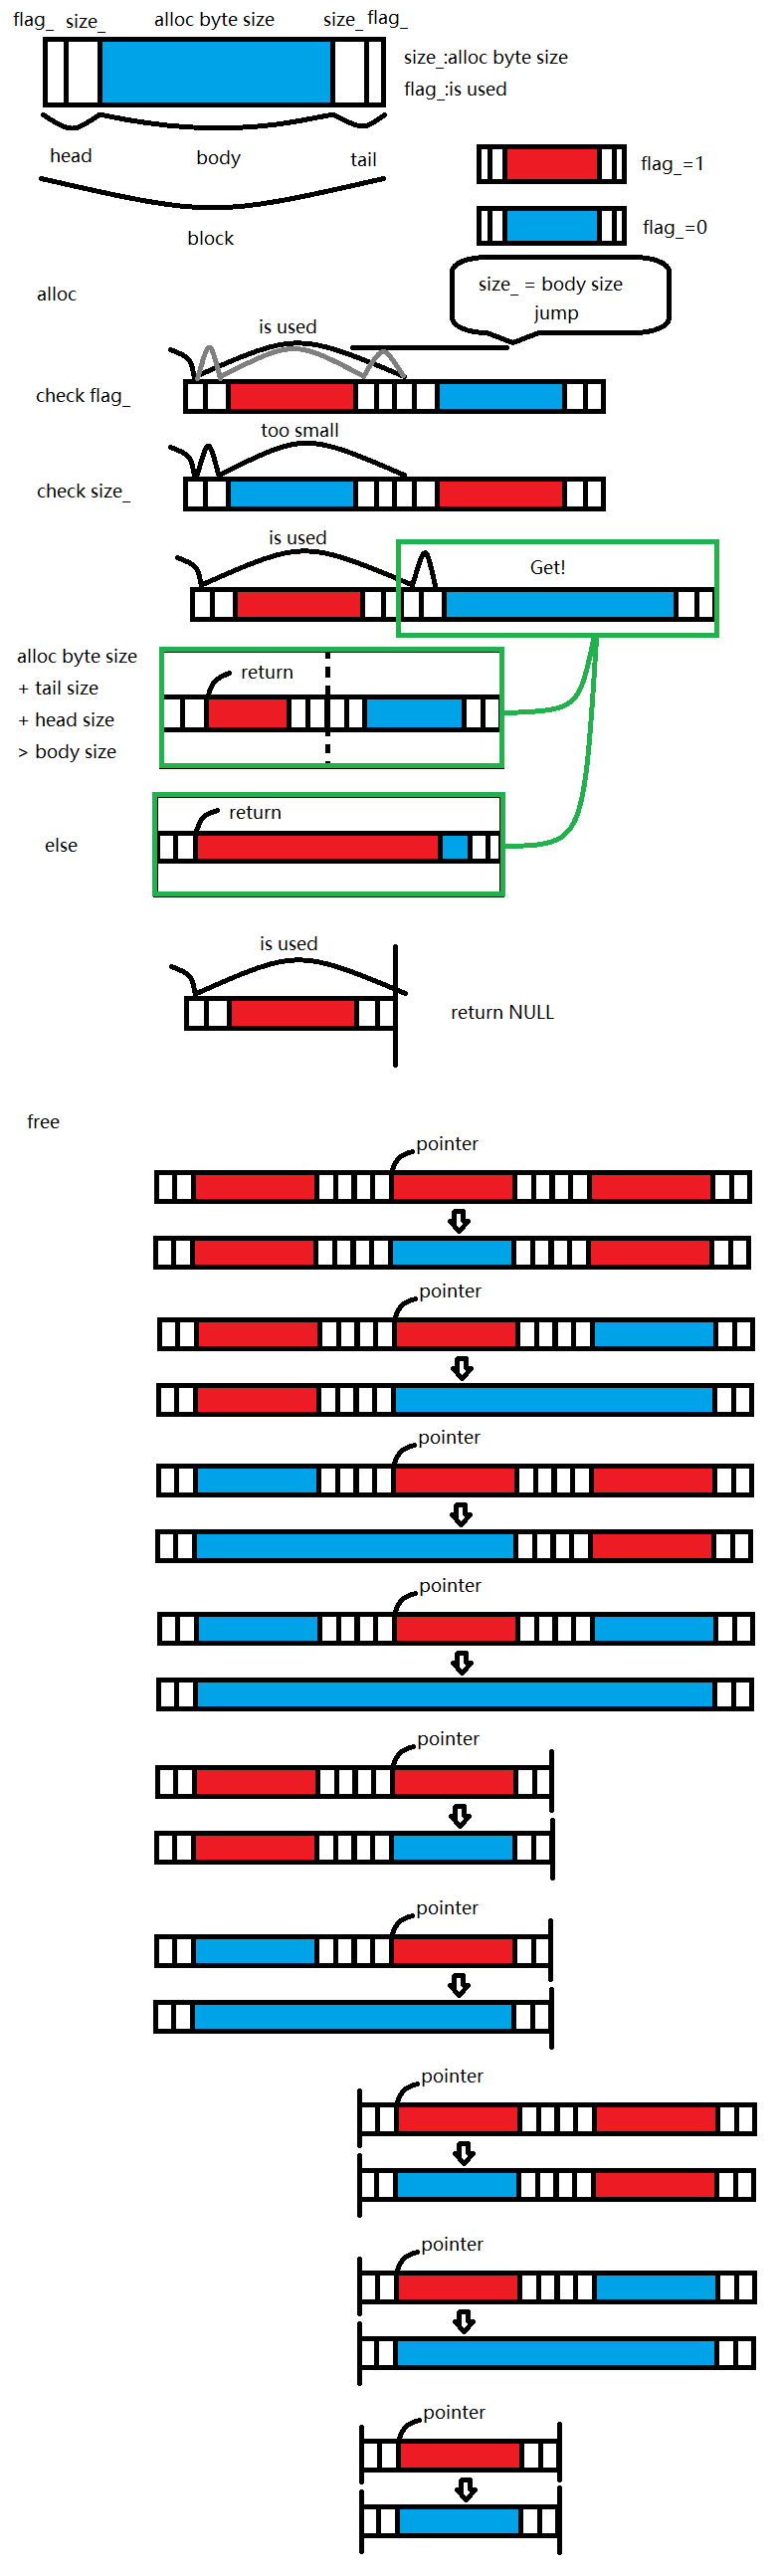 flag_ size_ alloc byte size size_ flag_
size_:alloc byte size
flag_:is used
head body tail
block
flag_=1
flag_=0
alloc
size_ = body size
jump
is used
check flag_
too small
check size_
is used
Get!
alloc byte size
+ tail size
+ head size
> body size
return
else
return
is used
return NULL
free
pointer
pointer
pointer
pointer
pointer
pointer
pointer
pointer
pointer